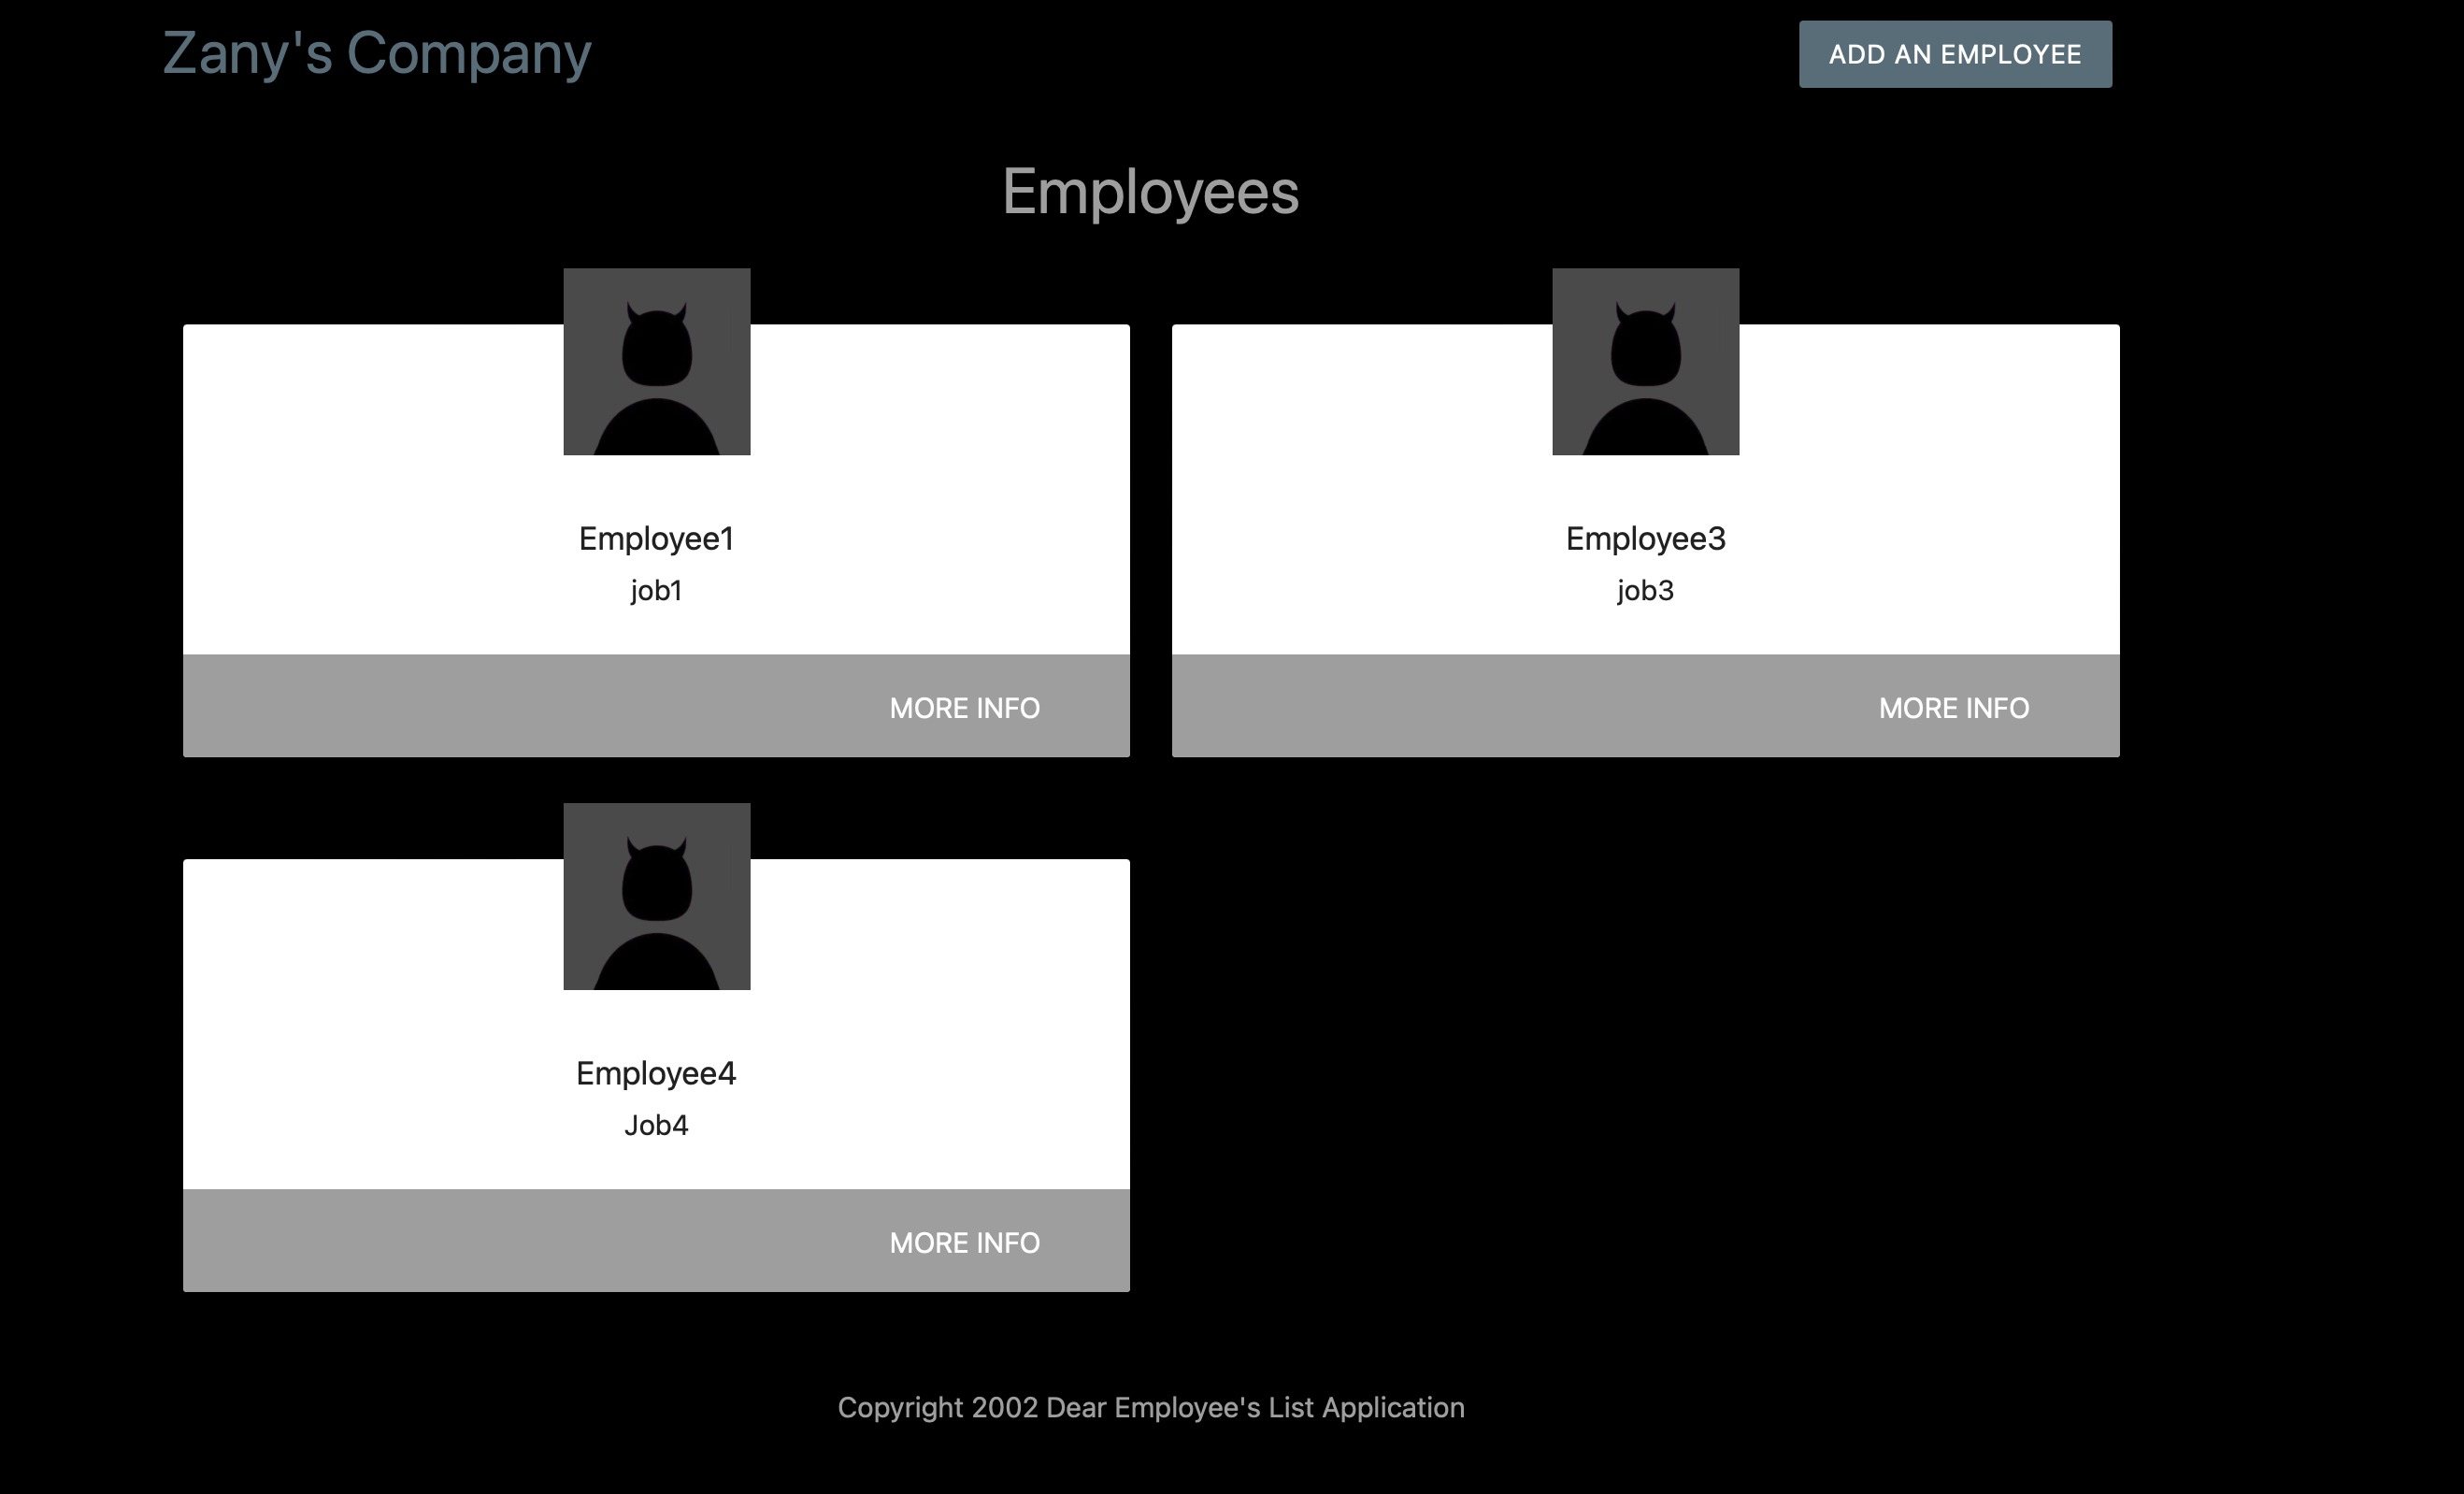 Zany's Company
ADD AN EMPLOYEE
Employees
Employee1
job1
MORE INFO
Employee3
job3
MORE INFO
Employee4
Job4
MORE INFO
Copyright 2002 Dear Employee's List Application